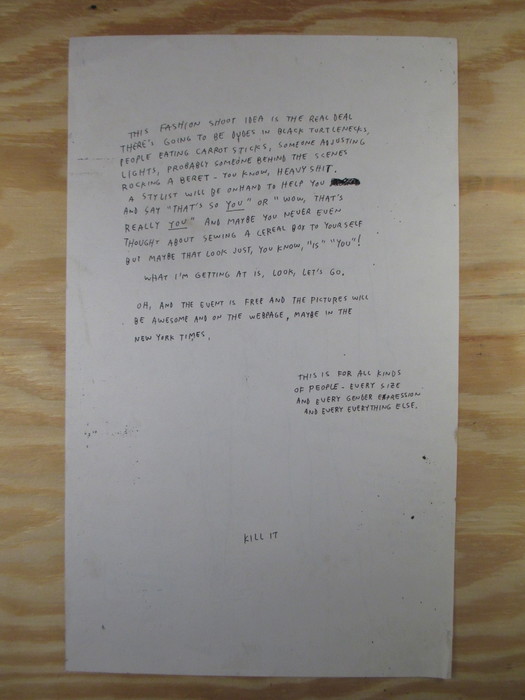 THIS FASHION SHOOT IDEA IS THE REAL DEAL
THERE'S GOING TO BE DUDES IN BLACK TURTLENECKS,
PEOPLE EATING CARROT STICKS, SOMEONE ADJUSTING
LIGHTS, PROBABLY SOMEONE BEHIND THE SCENES
ROCKING A BERET - YOU KNOW, HEAVY SHIT.
A STYLIST WILL BE ONHAND TO HELP YOU
AND SAY "THAT'S SO YOU" OR "WOW, THAT'S
REALLY YOU" AND MAYBE YOU NEVER EVEN
THOUGHT ABOUT SEWING A CEREAL BOX TO YOURSELF
BUT MAYBE THAT LOOK JUST, YOU KNOW, "IS" "YOU"!
WHAT I'M GETTING AT IS, LOOK, LET'S GO.
OH, AND THE EVENT IS FREE AND THE PICTURES WILL
BE AWESOME AND ON THE WEBPAGE, MAYBE IN THE
NEW YORK TIMES.
THIS IS FOR ALL KINDS
OF PEOPLE - EVERY SIZE
AND EVERY GENDER EXPRESSION
AND EVERY EVERYTHING ELSE.
KILL IT